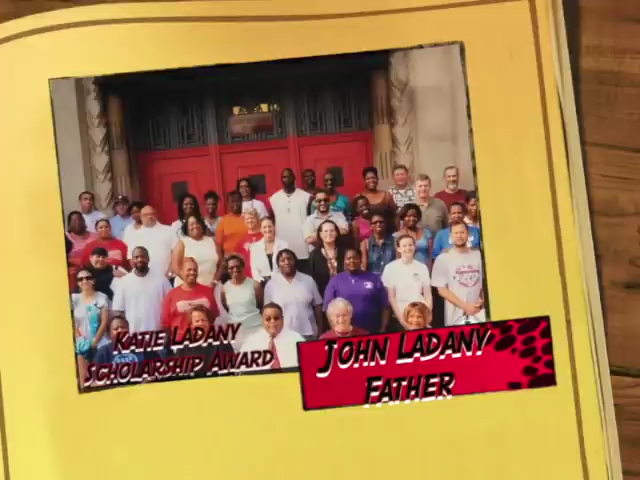 KATIE LADANY
SCHOLARSHIP AWARD
JOHN LADANY
FATHER